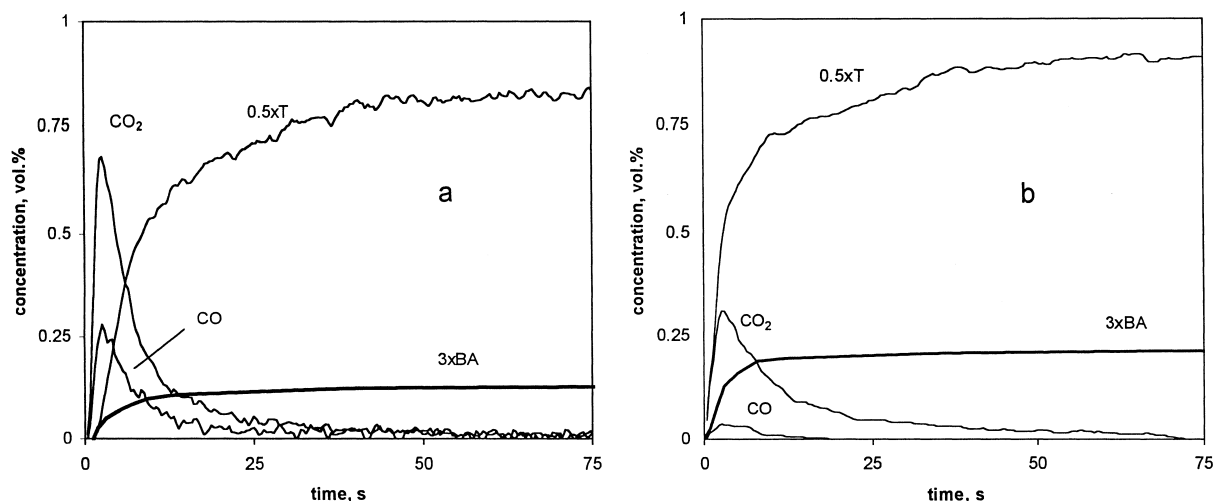 1
0.75
0.5
0.25
0
concentration, vol.%
CO2
0.5xT
a
CO
3xBA
0
25
50
75
time, s
1
0.75
0.5
0.25
0
concentration, vol.%
0.5xT
b
CO2
3xBA
CO
0
25
50
75
time, s